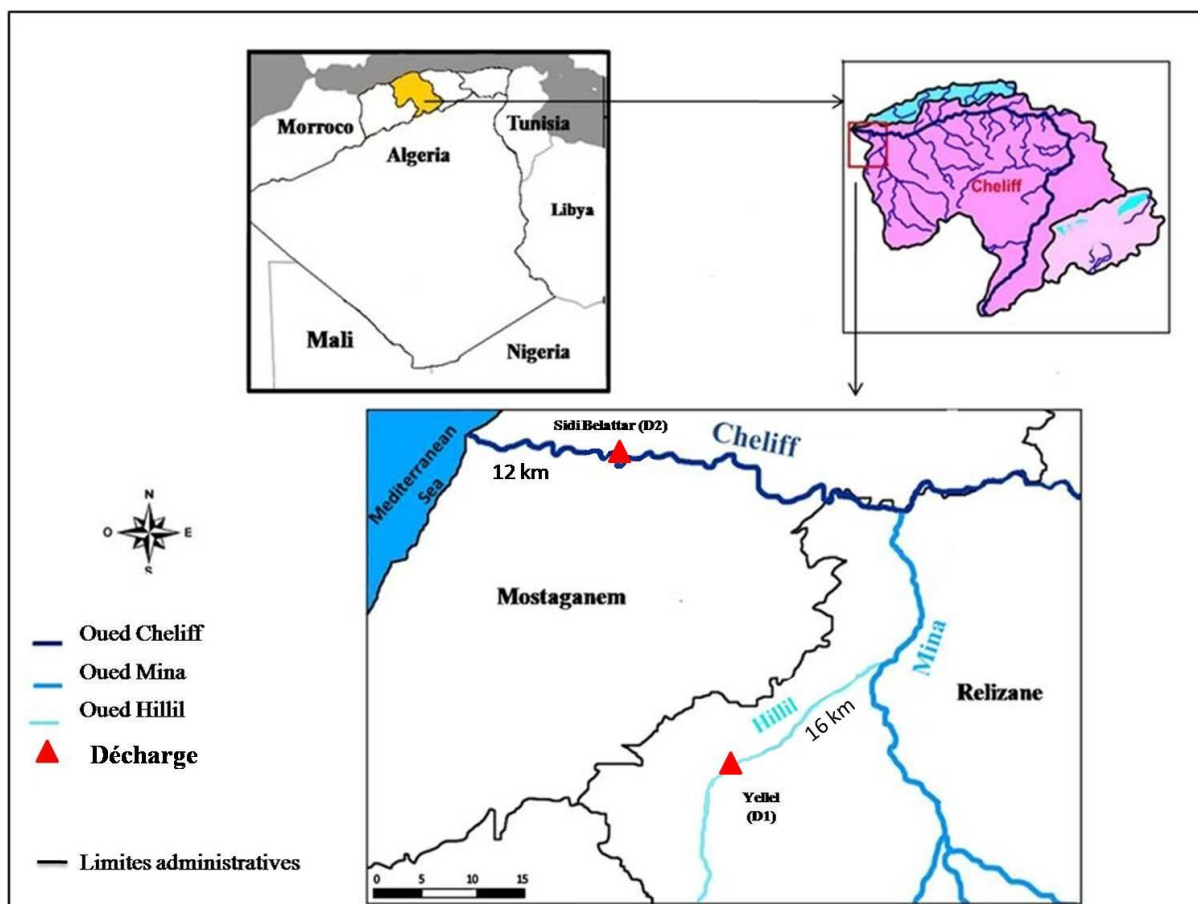 Morroco
Algeria
Tunisia
Libya
Mali
Nigeria
Cheliff
Sidi Belattar (D2)
Cheliff
12 km
Mediterranean
Sea
N
O
E
S
Mostaganem
Mina
Relizane
Hillil
16 km
Yellel
(D1)
Oued Cheliff
Oued Mina
Oued Hillil
Décharge
Limites administratives
0 5 10 15